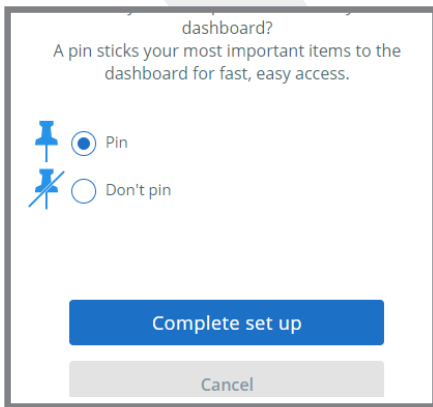 dashboard?
A pin sticks your most important items to the
dashboard for fast, easy access.
Pin
Don't pin
Complete set up
Cancel